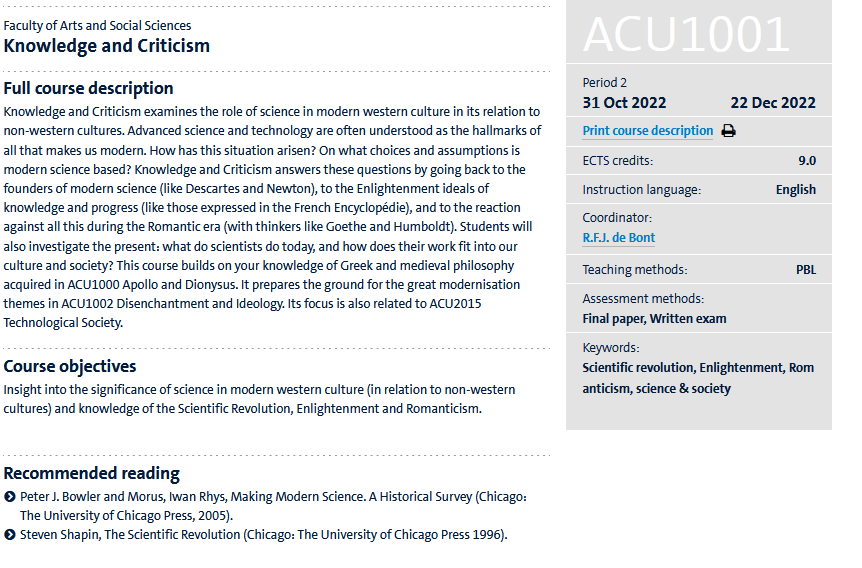 Faculty of Arts and Social Sciences
Knowledge and Criticism
Full course description
Knowledge and Criticism examines the role of science in modern western culture in its relation to
non-western cultures. Advanced science and technology are often understood as the hallmarks of
all that makes us modern. How has this situation arisen? On what choices and assumptions is
modern science based? Knowledge and Criticism answers these questions by going back to the
founders of modern science (like Descartes and Newton), to the Enlightenment ideals of
knowledge and progress (like those expressed in the French Encyclopédie), and to the reaction
against all this during the Romantic era (with thinkers like Goethe and Humboldt). Students will
also investigate the present: what do scientists do today, and how does their work fit into our
culture and society? This course builds on your knowledge of Greek and medieval philosophy
acquired in ACU1000 Apollo and Dionysus. It prepares the ground for the great modernisation
themes in ACU1002 Disenchantment and Ideology. Its focus is also related to ACU2015
Technological Society.
Course objectives
Insight into the significance of science in modern western culture (in relation to non-western
cultures) and knowledge of the Scientific Revolution, Enlightenment and Romanticism.
Recommended reading
Peter J. Bowler and Morus, Iwan Rhys, Making Modern Science. A Historical Survey (Chicago:
The University of Chicago Press, 2005).
Steven Shapin, The Scientific Revolution (Chicago: The University of Chicago Press 1996).
ACU1001
Period 2
31 Oct 2022 22 Dec 2022
Print course description
ECTS credits: 9.0
Instruction language: English
Coordinator:
R.F.J. de Bont
Teaching methods: PBL
Assessment methods:
Final paper, Written exam
Keywords:
Scientific revolution, Enlightenment, Rom
anticism, science & society